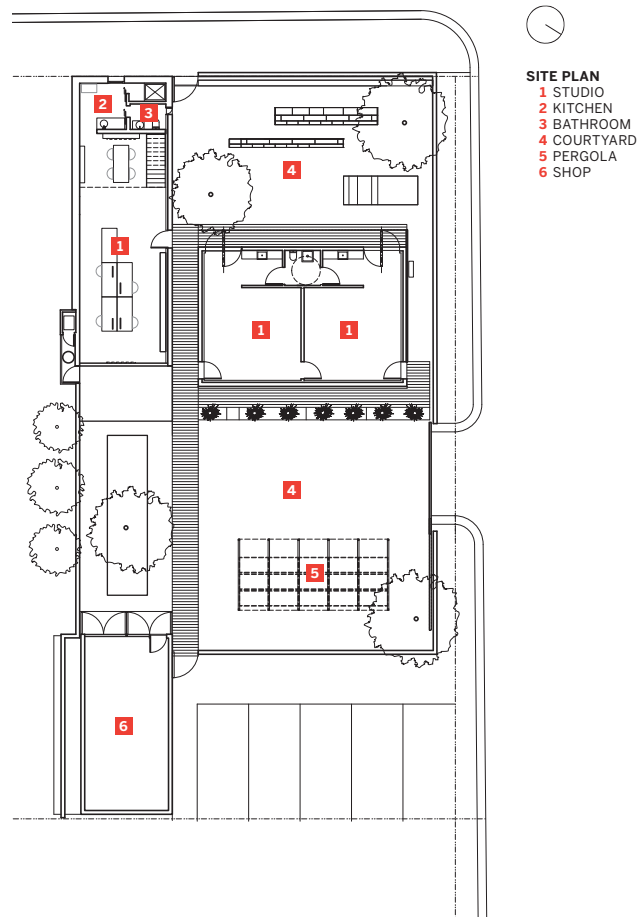 SITE PLAN
1 STUDIO
2 KITCHEN
3 BATHROOM
4 COURTYARD
5 PERGOLA
6 SHOP
2
3
4
1
1
1
4
5
6